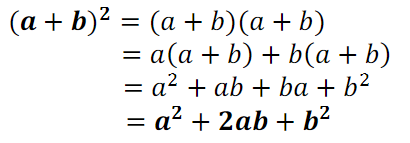 (a + b)² = (a + b)(a + b)
= a(a + b) + b(a + b)
= a² + ab + ba + b²
= a² + 2ab + b²